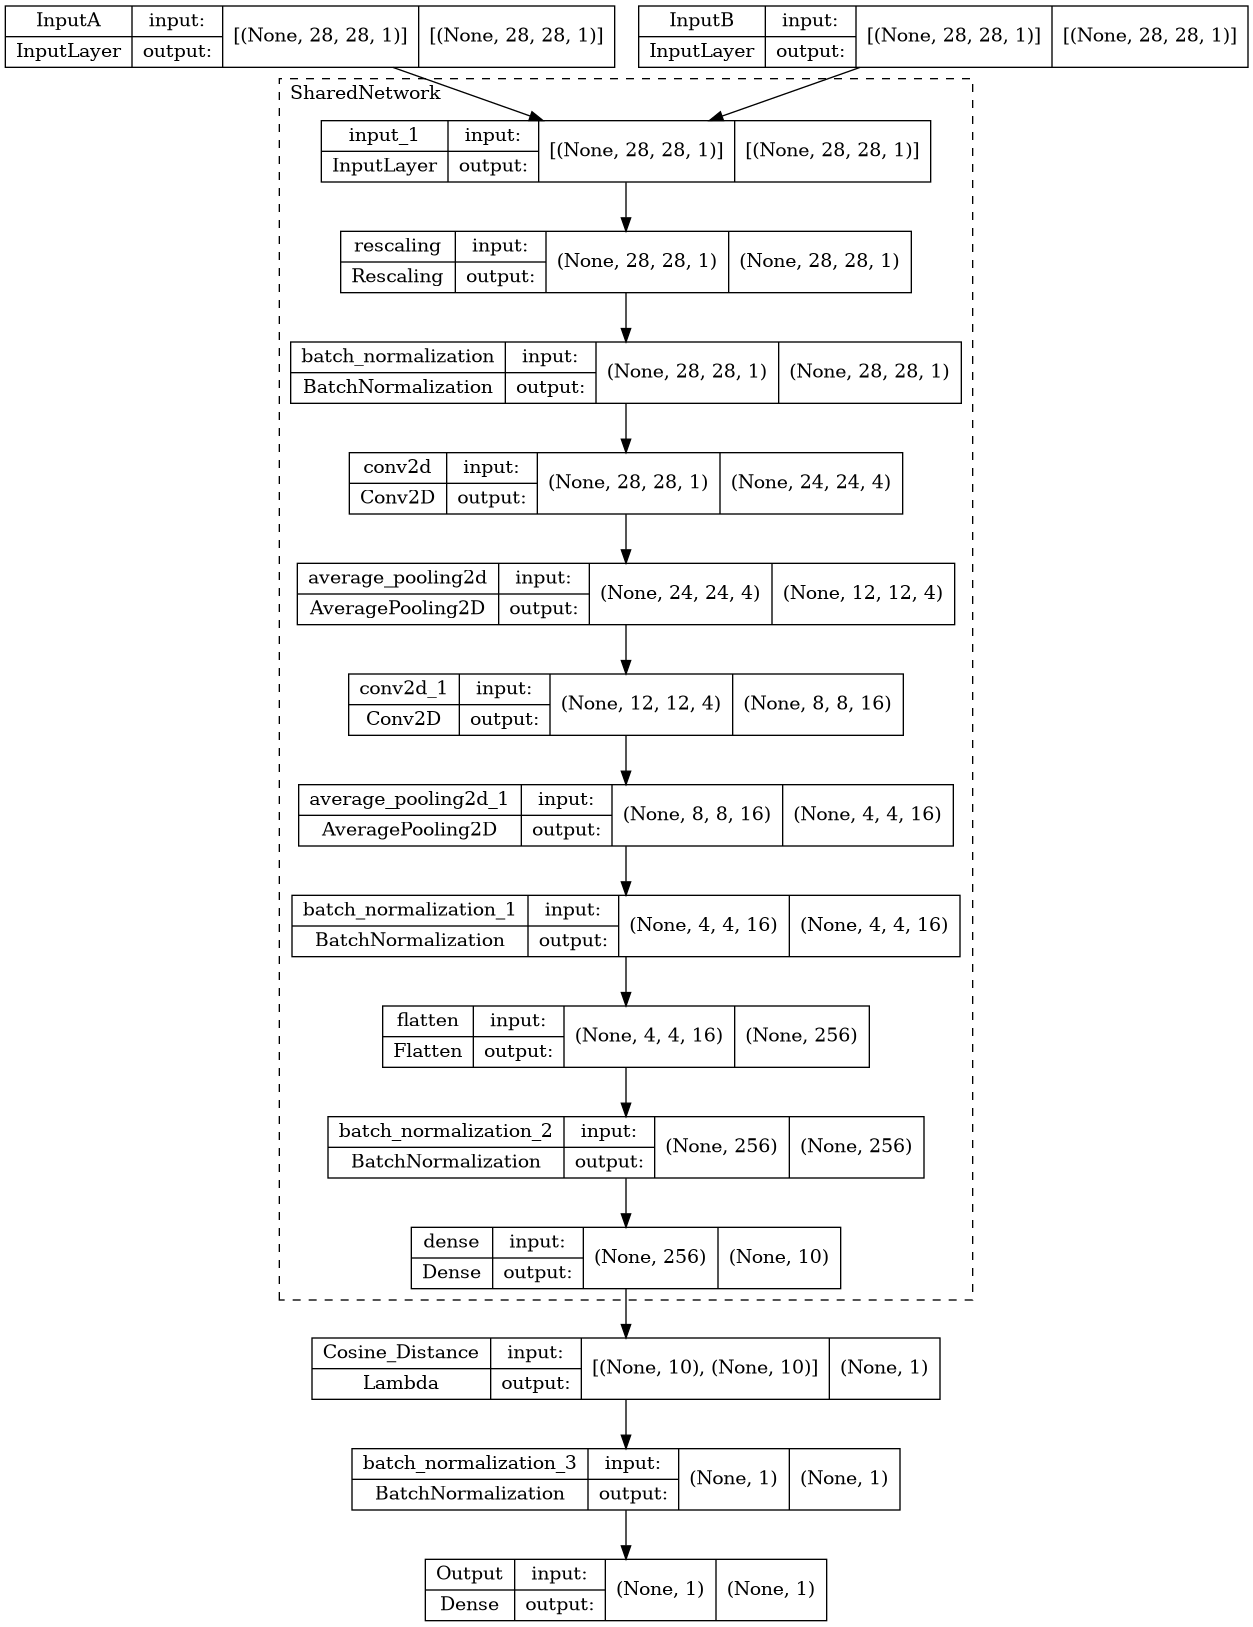 InputA input: [(None, 28, 28, 1)] [(None, 28, 28, 1)]
InputLayer output:
InputB input: [(None, 28, 28, 1)] [(None, 28, 28, 1)]
InputLayer output:
SharedNetwork
input_1 input: [(None, 28, 28, 1)] [(None, 28, 28, 1)]
InputLayer output:
rescaling input: (None, 28, 28, 1) (None, 28, 28, 1)
Rescaling output:
batch_normalization input: (None, 28, 28, 1) (None, 28, 28, 1)
BatchNormalization output:
conv2d input: (None, 28, 28, 1) (None, 24, 24, 4)
Conv2D output:
average_pooling2d input: (None, 24, 24, 4) (None, 12, 12, 4)
AveragePooling2D output:
conv2d_1 input: (None, 12, 12, 4) (None, 8, 8, 16)
Conv2D output:
average_pooling2d_1 input: (None, 8, 8, 16) (None, 4, 4, 16)
AveragePooling2D output:
batch_normalization_1 input: (None, 4, 4, 16) (None, 4, 4, 16)
BatchNormalization output:
flatten input: (None, 4, 4, 16) (None, 256)
Flatten output:
batch_normalization_2 input: (None, 256) (None, 256)
BatchNormalization output:
dense input: (None, 256) (None, 10)
Dense output:
Cosine_Distance input: [(None, 10), (None, 10)] (None, 1)
Lambda output:
batch_normalization_3 input: (None, 1) (None, 1)
BatchNormalization output:
Output input: (None, 1) (None, 1)
Dense output: